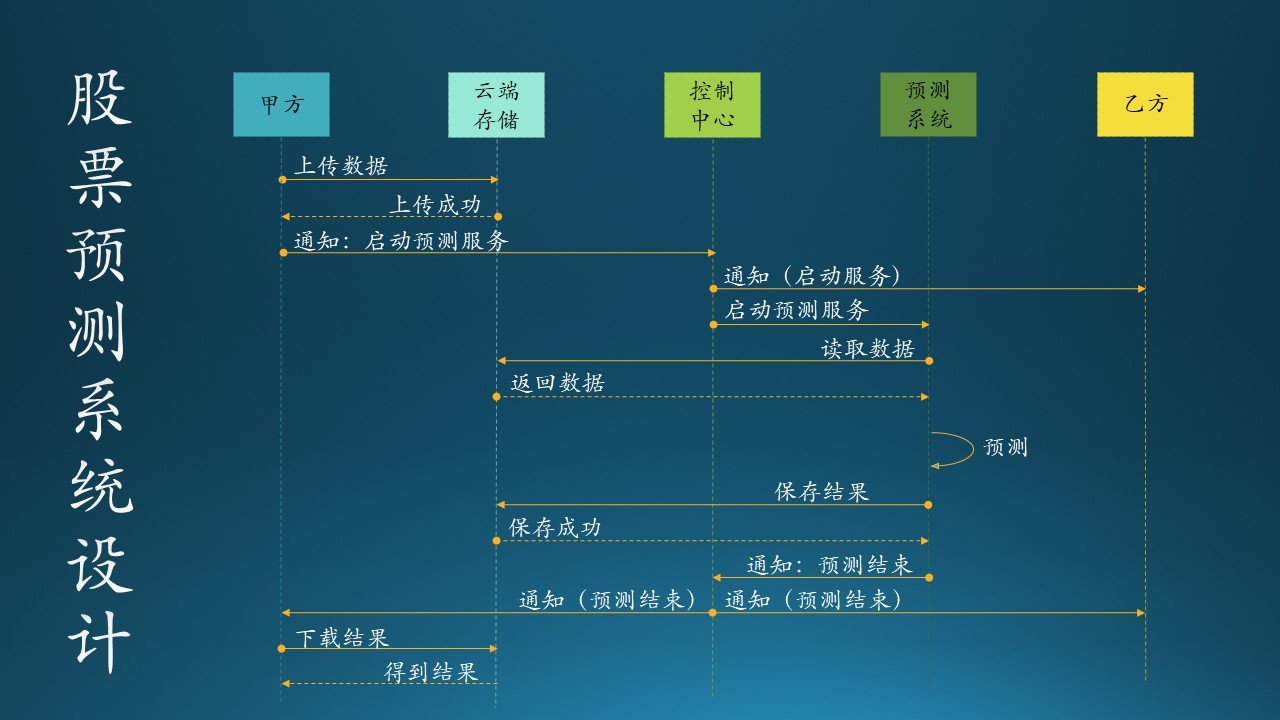 股票预测系统设计
甲方
云端
存储
控制
中心
预测
系统
乙方
上传数据
上传成功
通知：启动预测服务
通知（启动服务）
启动预测服务
读取数据
返回数据
预测
保存结果
保存成功
通知：预测结束
通知（预测结束）
通知（预测结束）
下载结果
得到结果